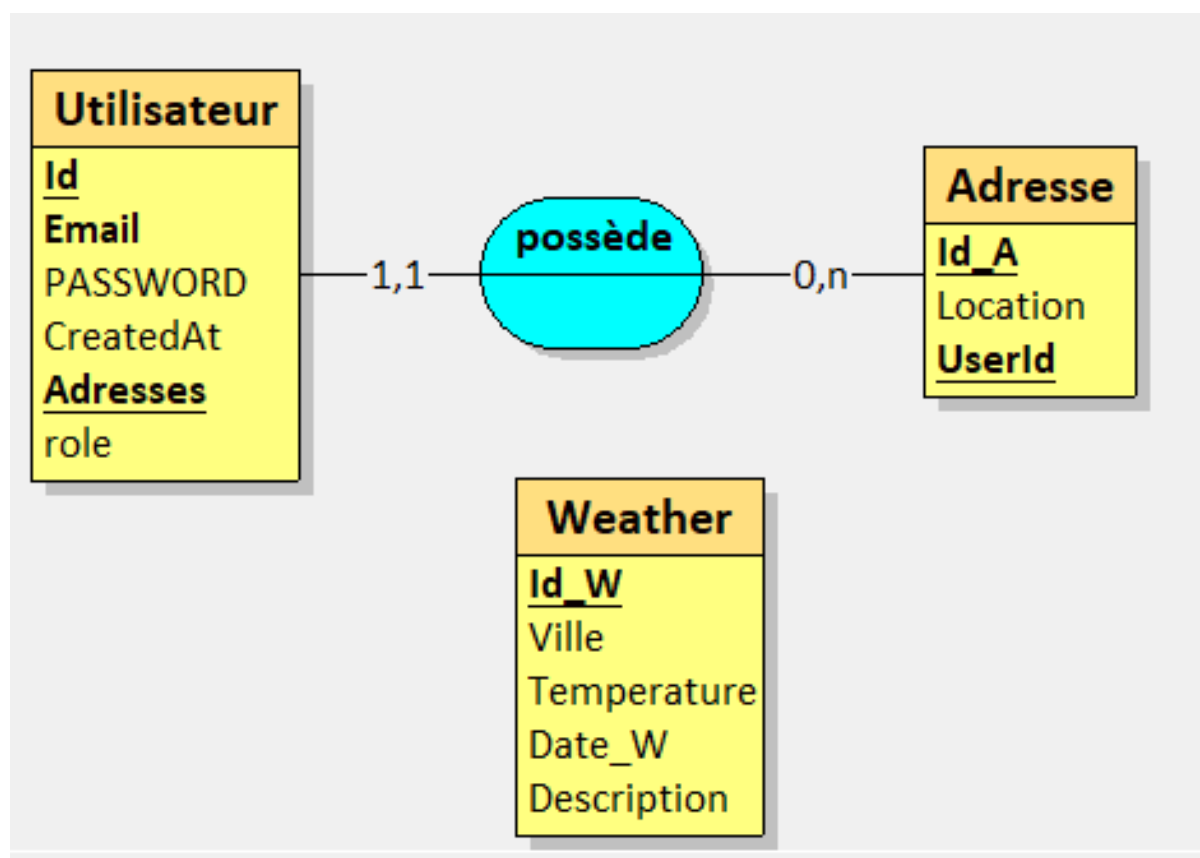 Utilisateur
Id
Email
PASSWORD
CreatedAt
Adresses
role
1,1
possède
0,n
Adresse
Id_A
Location
UserId
Weather
Id_W
Ville
Temperature
Date_W
Description